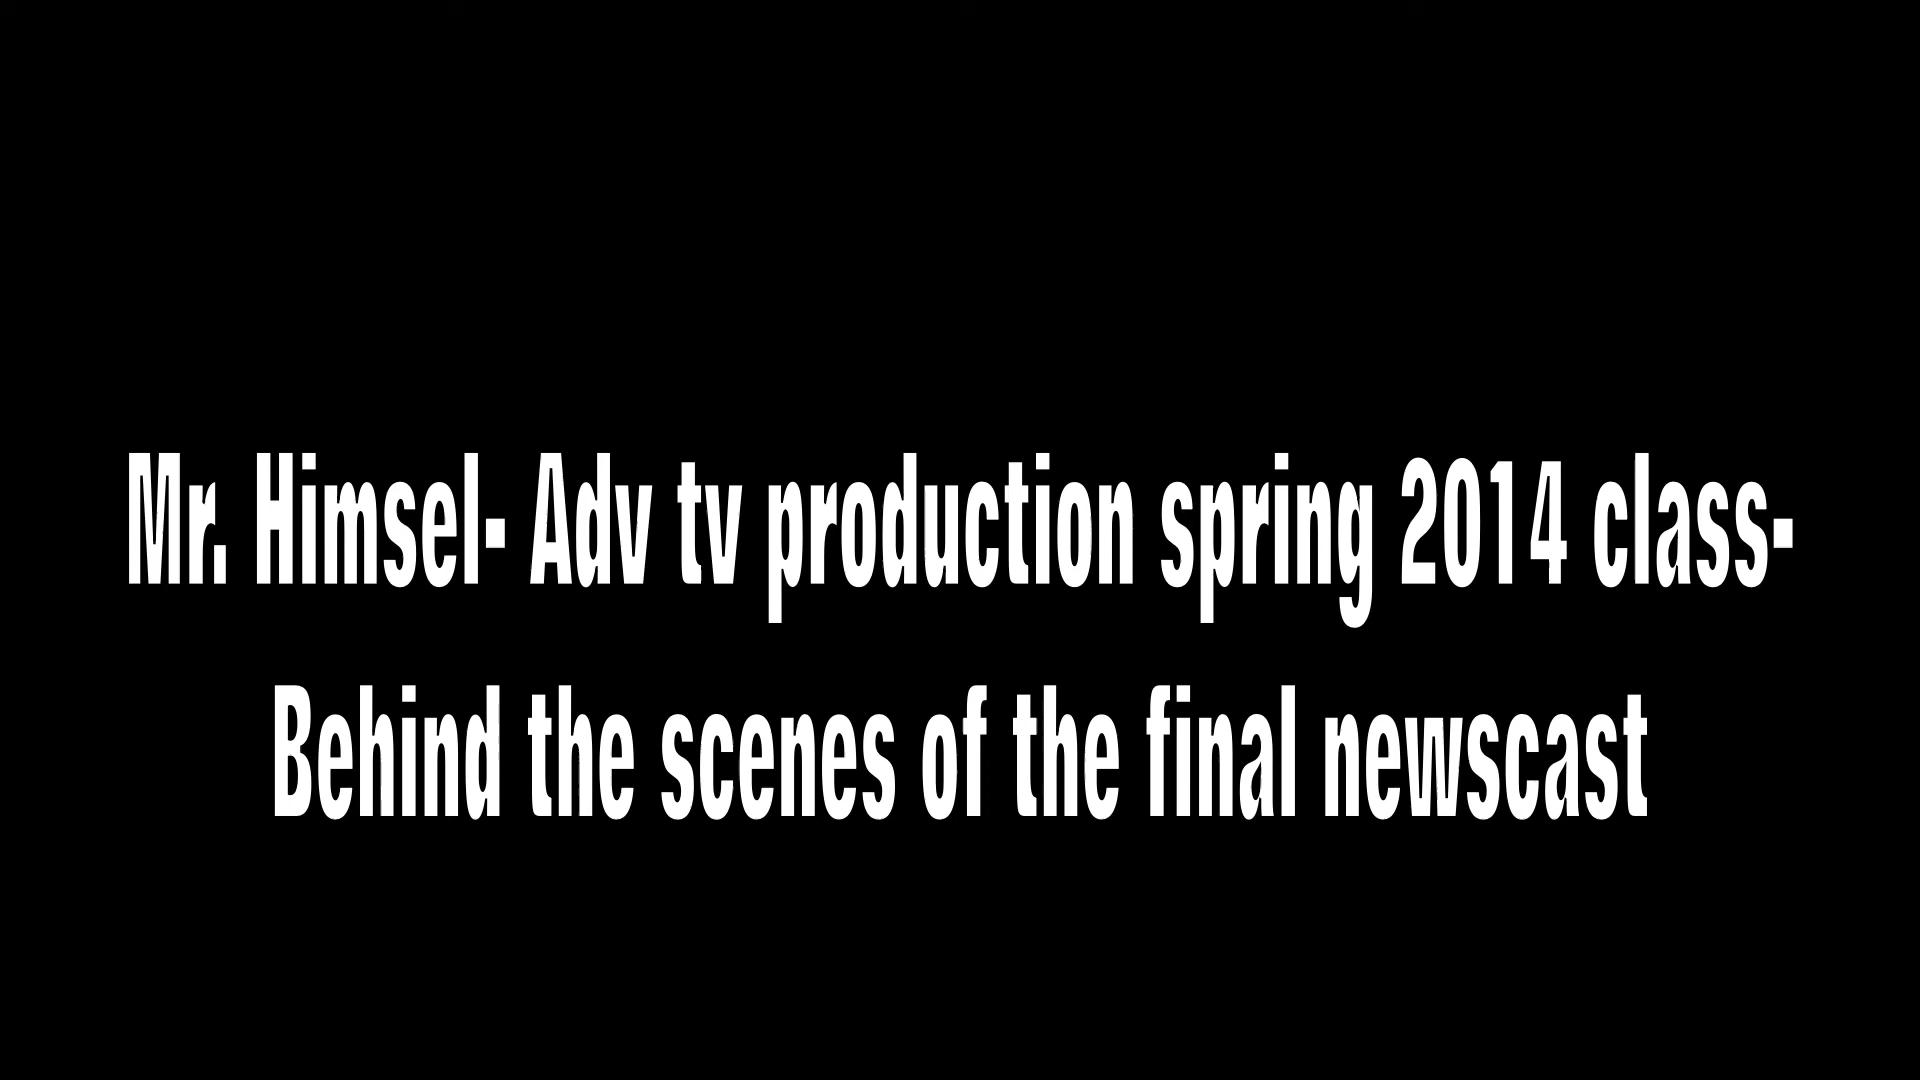 Mr. Himsel- Adv tv production spring 2014 class-
Behind the scenes of the final newscast